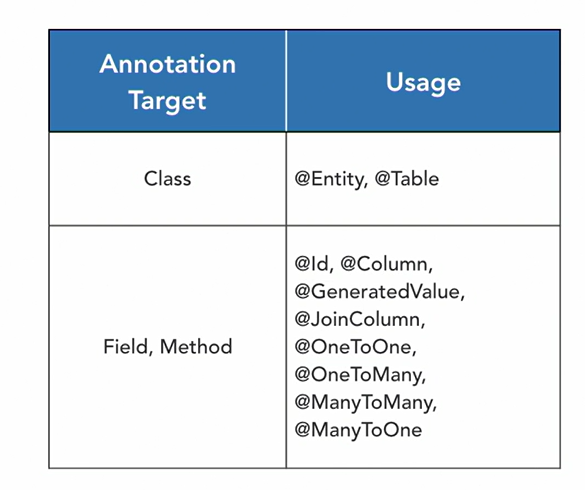 Annotation
Target
Usage
Class
@Entity, @Table
Field, Method
@Id, @Column,
@GeneratedValue,
@JoinColumn,
@OneToOne,
@OneToMany,
@ManyToMany,
@ManyToOne